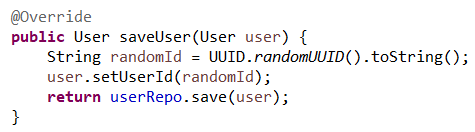 @Override
public User saveUser(User user) {
    String randomId = UUID.randomUUID().toString();
    user.setUserId(randomId);
    return userRepo.save(user);
}